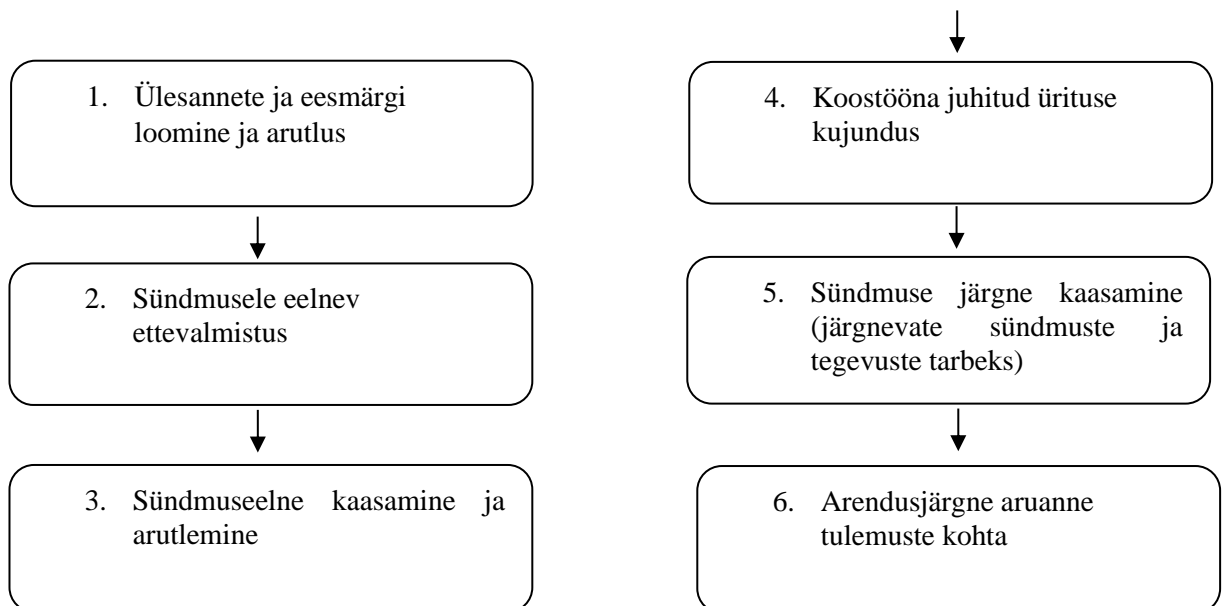 1. Ülesannete ja eesmärgi
loomine ja arutlus
2. Sündmusele eelnev
ettevalmistus
3. Sündmuseelne kaasamine ja
arutlemine
4. Koostööna juhitud ürituse
kujundus
5. Sündmuse järgne kaasamine
(järgnevate sündmuste ja
tegevuste tarbeks)
6. Arendusjärgne aruanne
tulemuste kohta